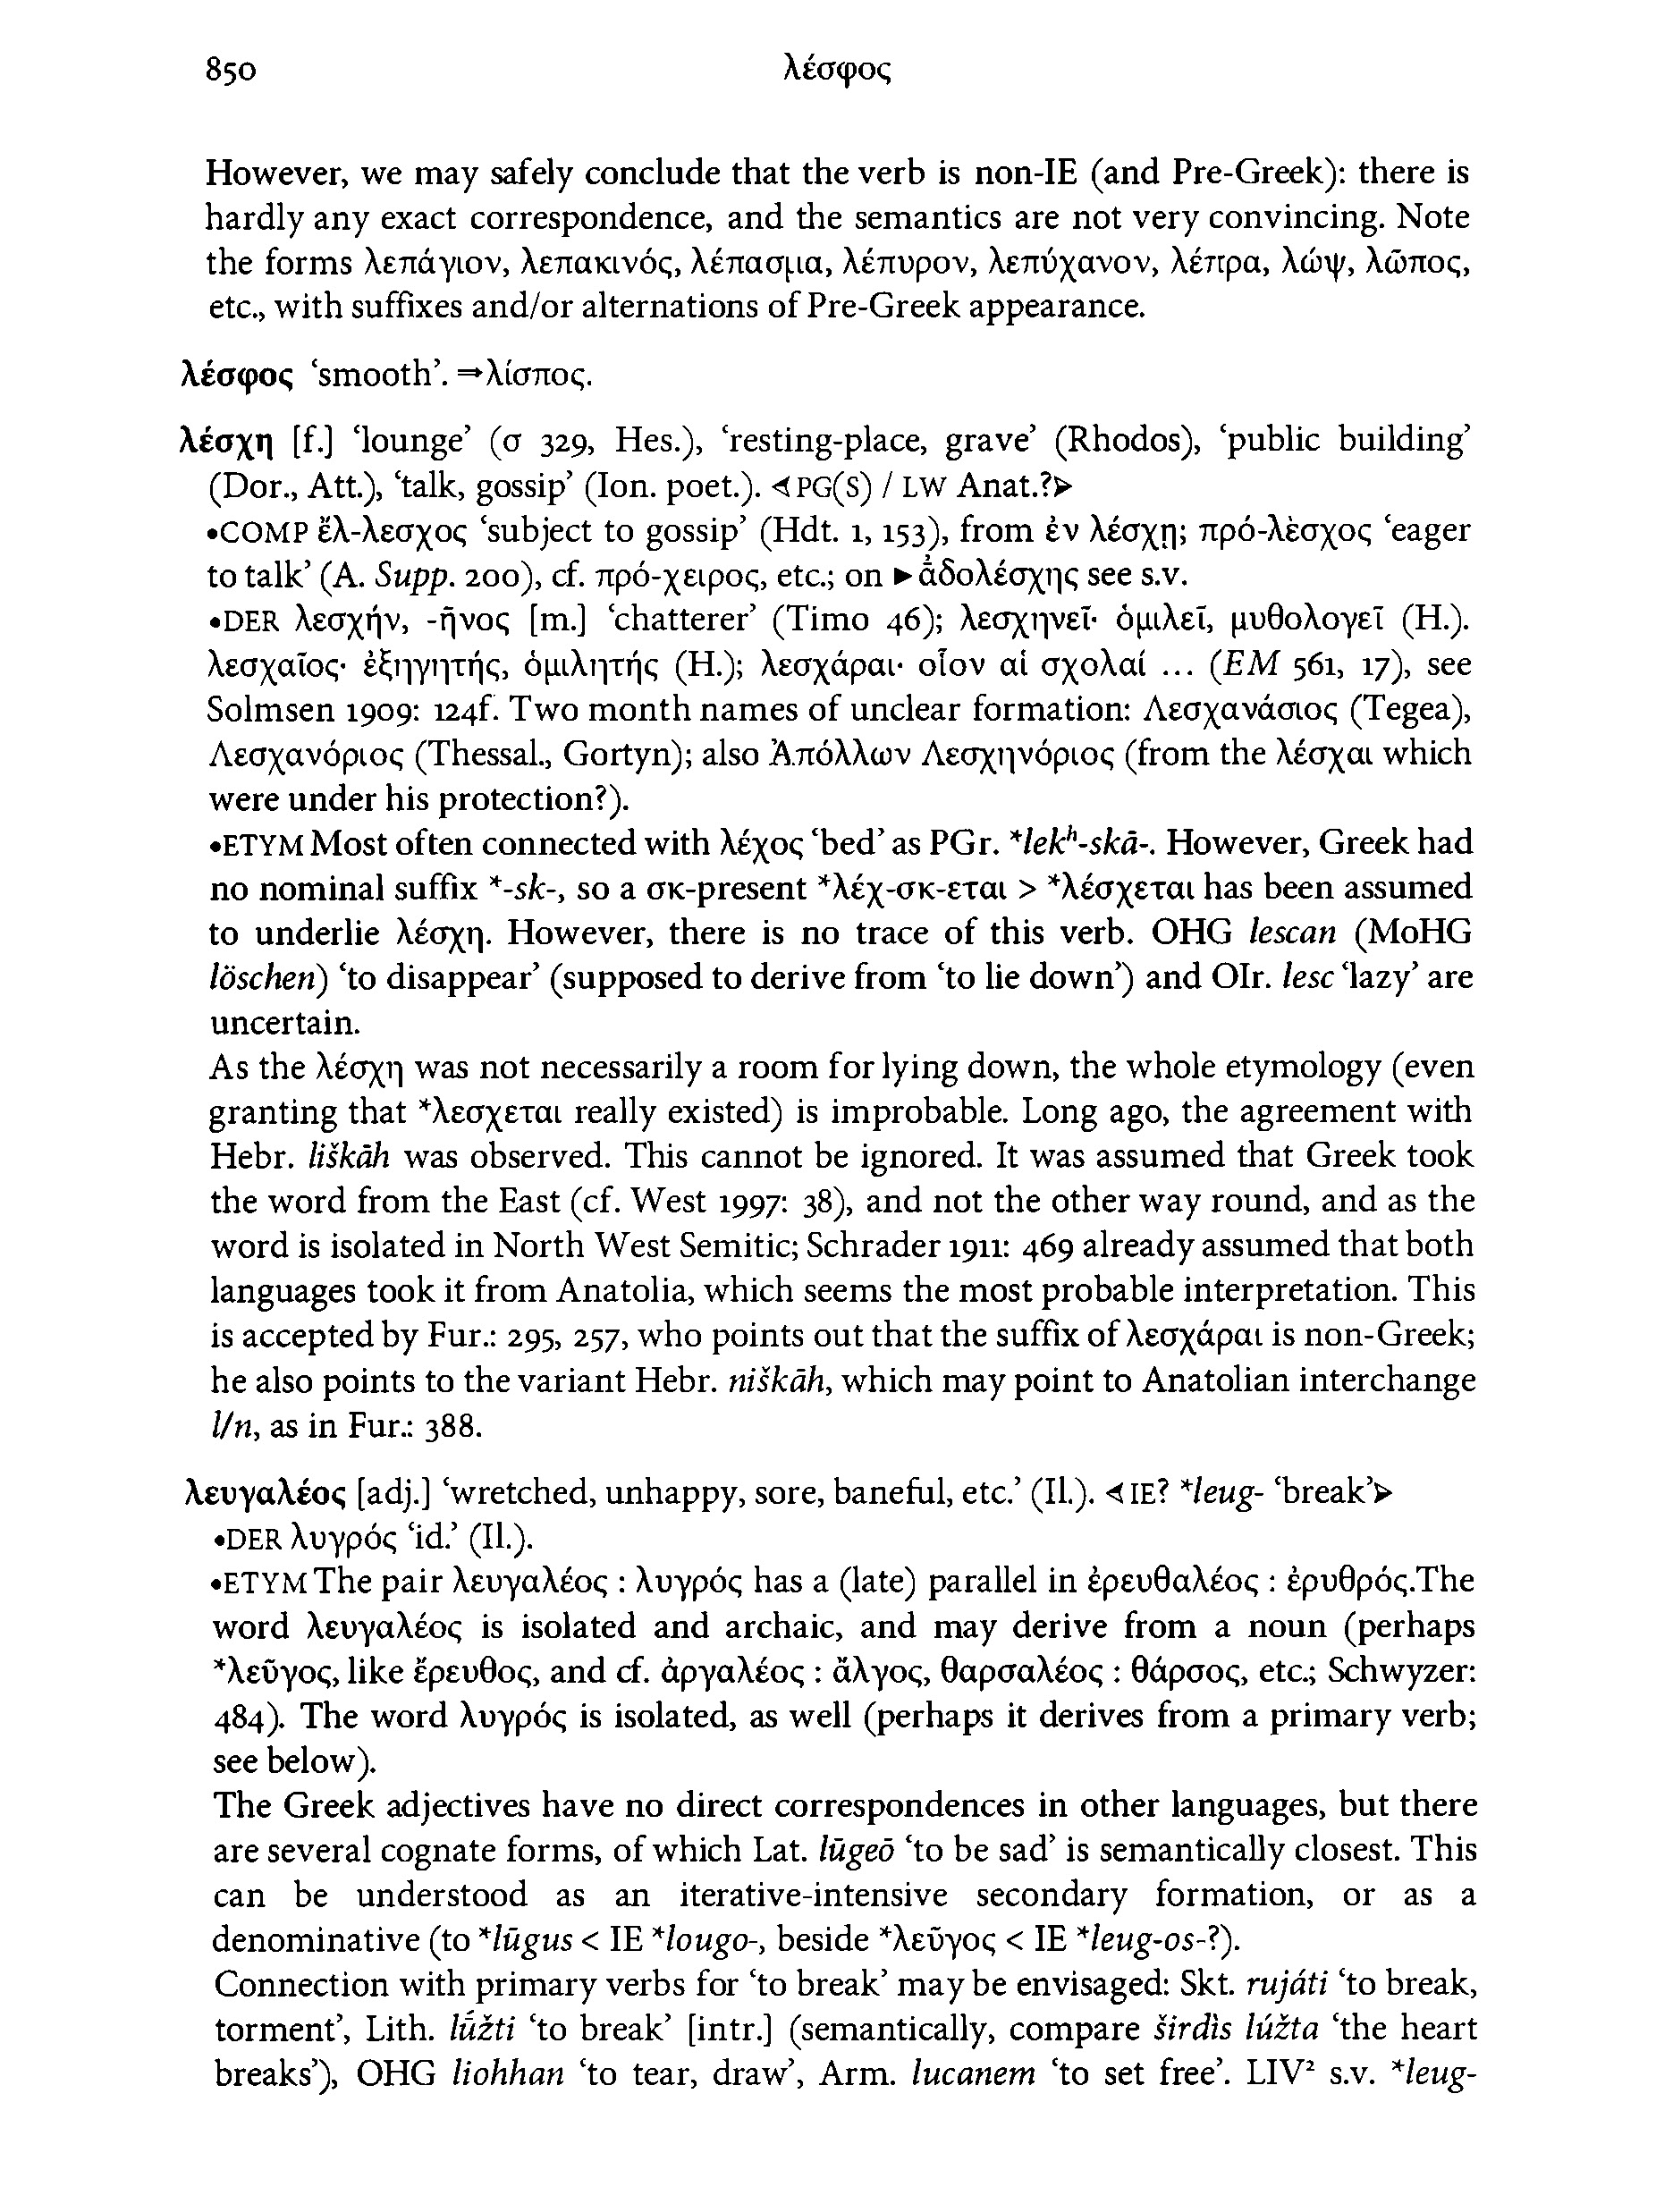 850 λέσφος
However, we may safely conclude that the verb is non-IE (and Pre-Greek): there is
hardly any exact correspondence, and the semantics are not very convincing. Note
the forms λεπάγιον, λεπακινός, λέπασμα, λέπυρον, λεπύχανον, λέπρα, λώψ, λῶπος,
etc., with suffixes and/or alternations of Pre-Greek appearance.
λέσφος ‘smooth’. ⇒λίσπος.
λέσχη [f.] ‘lounge’ (σ 329, Hes.), ‘resting-place, grave’ (Rhodos), ‘public building’
(Dor., Att.), ‘talk, gossip’ (Ion. poet.). ⊲PG(S) / LW Anat.?⊳
•COMP ἔλ-λεσχος ‘subject to gossip’ (Hdt. 1, 153), from ἐν λέσχῃ; πρό-λεσχος ‘eager
to talk’ (A. Supp. 200), cf. πρό-χειρος, etc.; on ►ἀδολέσχης see s.v.
•DER λεσχήν, -ῆνος [m.] ‘chatterer’ (Timo 46); λεσχηνεῖ· ὁμιλεῖ, μυθολογεῖ (H.).
λεσχαῖος· ἐξηγητής, ὁμιλητής (H.); λεσχάραι· οἷον αἱ σχολαί ... (EM 561, 17), see
Solmsen 1909: 124f. Two month names of unclear formation: Λεσχανάσιος (Tegea),
Λεσχανόριος (Thessal., Gortyn); also Ἀπόλλων Λεσχηνόριος (from the λέσχαι which
were under his protection?).
•ETYM Most often connected with λέχος ‘bed’ as PGr. *lekʰ-skā-. However, Greek had
no nominal suffix *-sk-, so a σκ-present *λέχ-σκ-εται > *λέσχεται has been assumed
to underlie λέσχη. However, there is no trace of this verb. OHG lescan (MoHG
löschen) ‘to disappear’ (supposed to derive from ‘to lie down’) and OIr. lesc ‘lazy’ are
uncertain.
As the λέσχη was not necessarily a room for lying down, the whole etymology (even
granting that *λεσχεται really existed) is improbable. Long ago, the agreement with
Hebr. liškāh was observed. This cannot be ignored. It was assumed that Greek took
the word from the East (cf. West 1997: 38), and not the other way round, and as the
word is isolated in North West Semitic; Schrader 1911: 469 already assumed that both
languages took it from Anatolia, which seems the most probable interpretation. This
is accepted by Fur.: 295, 257, who points out that the suffix of λεσχάραι is non-Greek;
he also points to the variant Hebr. niškāh, which may point to Anatolian interchange
l/n, as in Fur.: 388.
λευγαλέος [adj.] ‘wretched, unhappy, sore, baneful, etc.’ (Il.). ⊲IE? *leug- ‘break’⊳
•DER λυγρός ‘id.’ (Il.).
•ETYM The pair λευγαλέος : λυγρός has a (late) parallel in ἐρευθαλέος : ἐρυθρός.The
word λευγαλέος is isolated and archaic, and may derive from a noun (perhaps
*λεῦγος, like ἔρευθος, and cf. ἀργαλέος : ἄλγος, θαρσαλέος : θάρσος, etc.; Schwyzer:
484). The word λυγρός is isolated, as well (perhaps it derives from a primary verb;
see below).
The Greek adjectives have no direct correspondences in other languages, but there
are several cognate forms, of which Lat. lūgeō ‘to be sad’ is semantically closest. This
can be understood as an iterative-intensive secondary formation, or as a
denominative (to *lūgus < IE *lougo-, beside *λεῦγος < IE *leug-os-?).
Connection with primary verbs for ‘to break’ may be envisaged: Skt. rujáti ‘to break,
torment’, Lith. lū́žti ‘to break’ [intr.] (semantically, compare širdìs lúžta ‘the heart
breaks’), OHG liohhan ‘to tear, draw’, Arm. lucanem ‘to set free’. LIV² s.v. *leug-